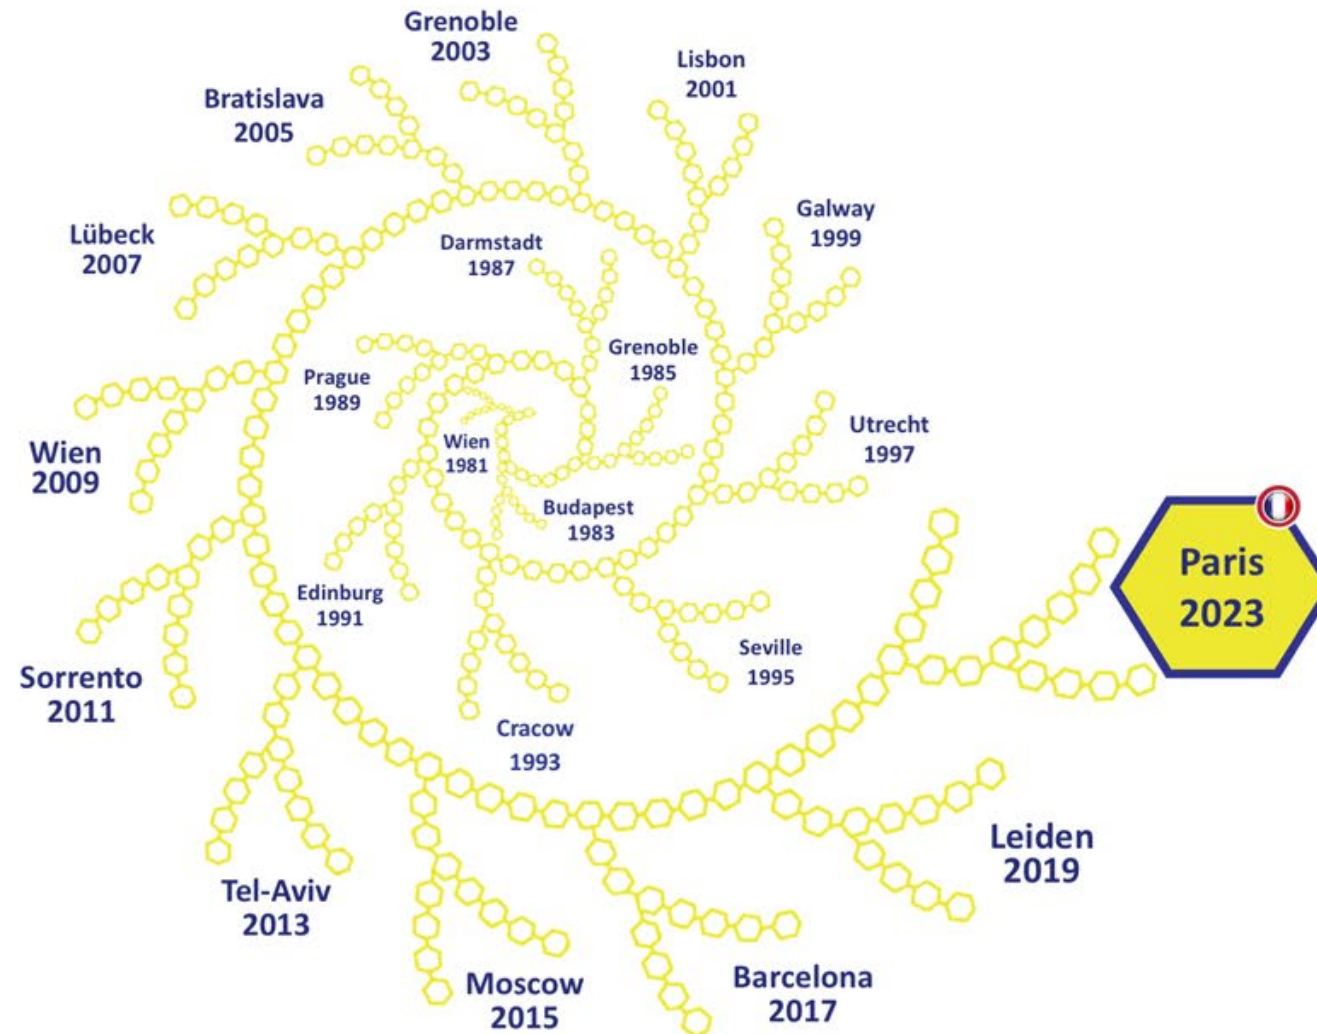 Grenoble
2003
Lisbon
2001
Bratislava
2005
Galway
1999
Lübeck
2007
Darmstadt
1987
Grenoble
1985
Prague
1989
Utrecht
1997
Wien
1981
Wien
2009
Budapest
1983
Paris
2023
Edinburg
1991
Seville
1995
Sorrento
2011
Cracow
1993
Leiden
2019
Tel-Aviv
2013
Moscow
2015
Barcelona
2017